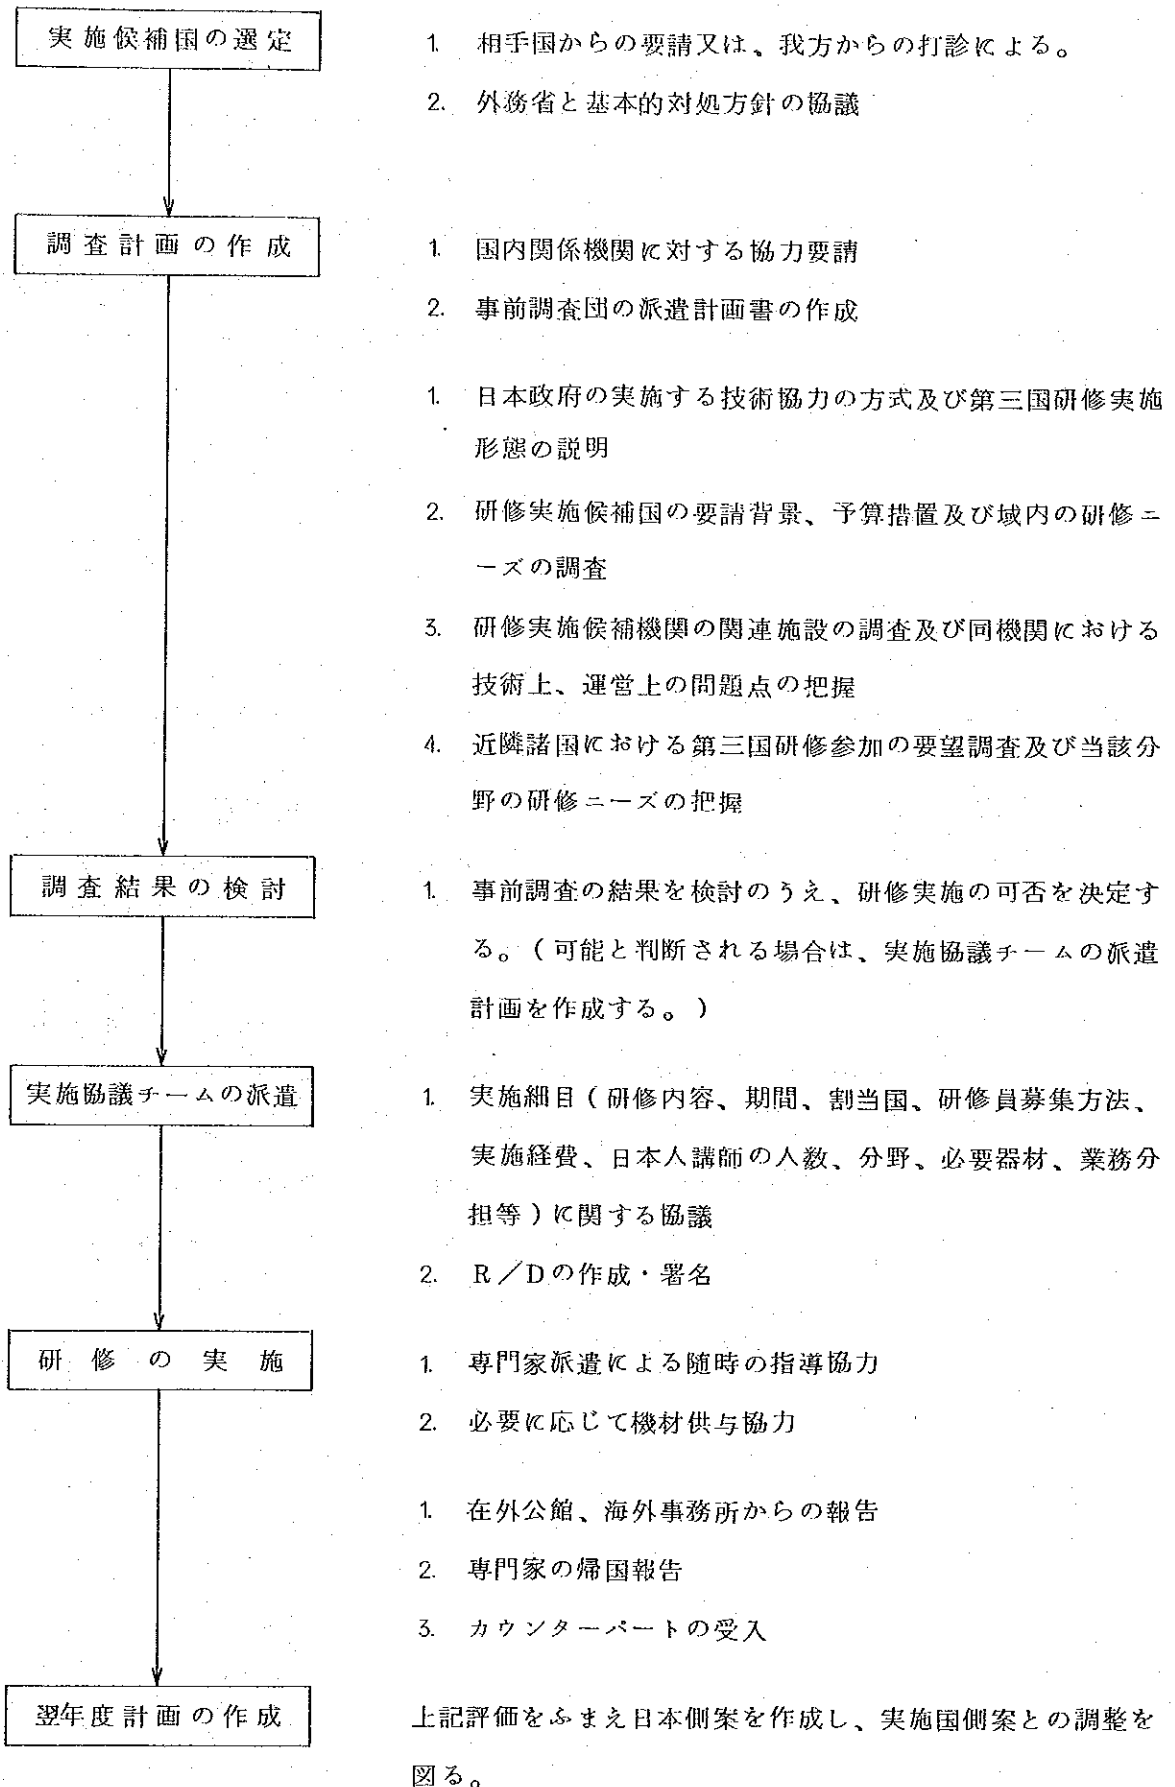 実施候補国の選定
1. 相手国からの要請又は、我方からの打診による。
2. 外務省と基本的対処方針の協議
調査計画の作成
1. 国内関係機関に対する協力要請
2. 事前調査団の派遣計画書の作成
1. 日本政府の実施する技術協力の方式及び第三国研修実施
形態の説明
2. 研修実施候補国の要請背景、予算措置及び域内の研修ニ
ーズの調査
3. 研修実施候補機関の関連施設の調査及び同機関における
技術上、運営上の問題点の把握
4. 近隣諸国における第三国研修参加の要望調査及び当該分
野の研修ニーズの把握
調査結果の検討
1. 事前調査の結果を検討のうえ、研修実施の可否を決定す
る。(可能と判断される場合は、実施協議チームの派遣
計画を作成する。)
実施協議チームの派遣
1. 実施細目(研修内容、期間、割当国、研修員募集方法、
実施経費、日本人講師の人数、分野、必要器材、業務分
担等)に関する協議
2. R/Dの作成・署名
研修の実施
1. 専門家派遣による随時の指導協力
2. 必要に応じて機材供与協力
1. 在外公館、海外事務所からの報告
2. 専門家の帰国報告
3. カウンターパートの受入
翌年度計画の作成
上記評価をふまえ日本側案を作成し、実施国側案との調整を
図る。